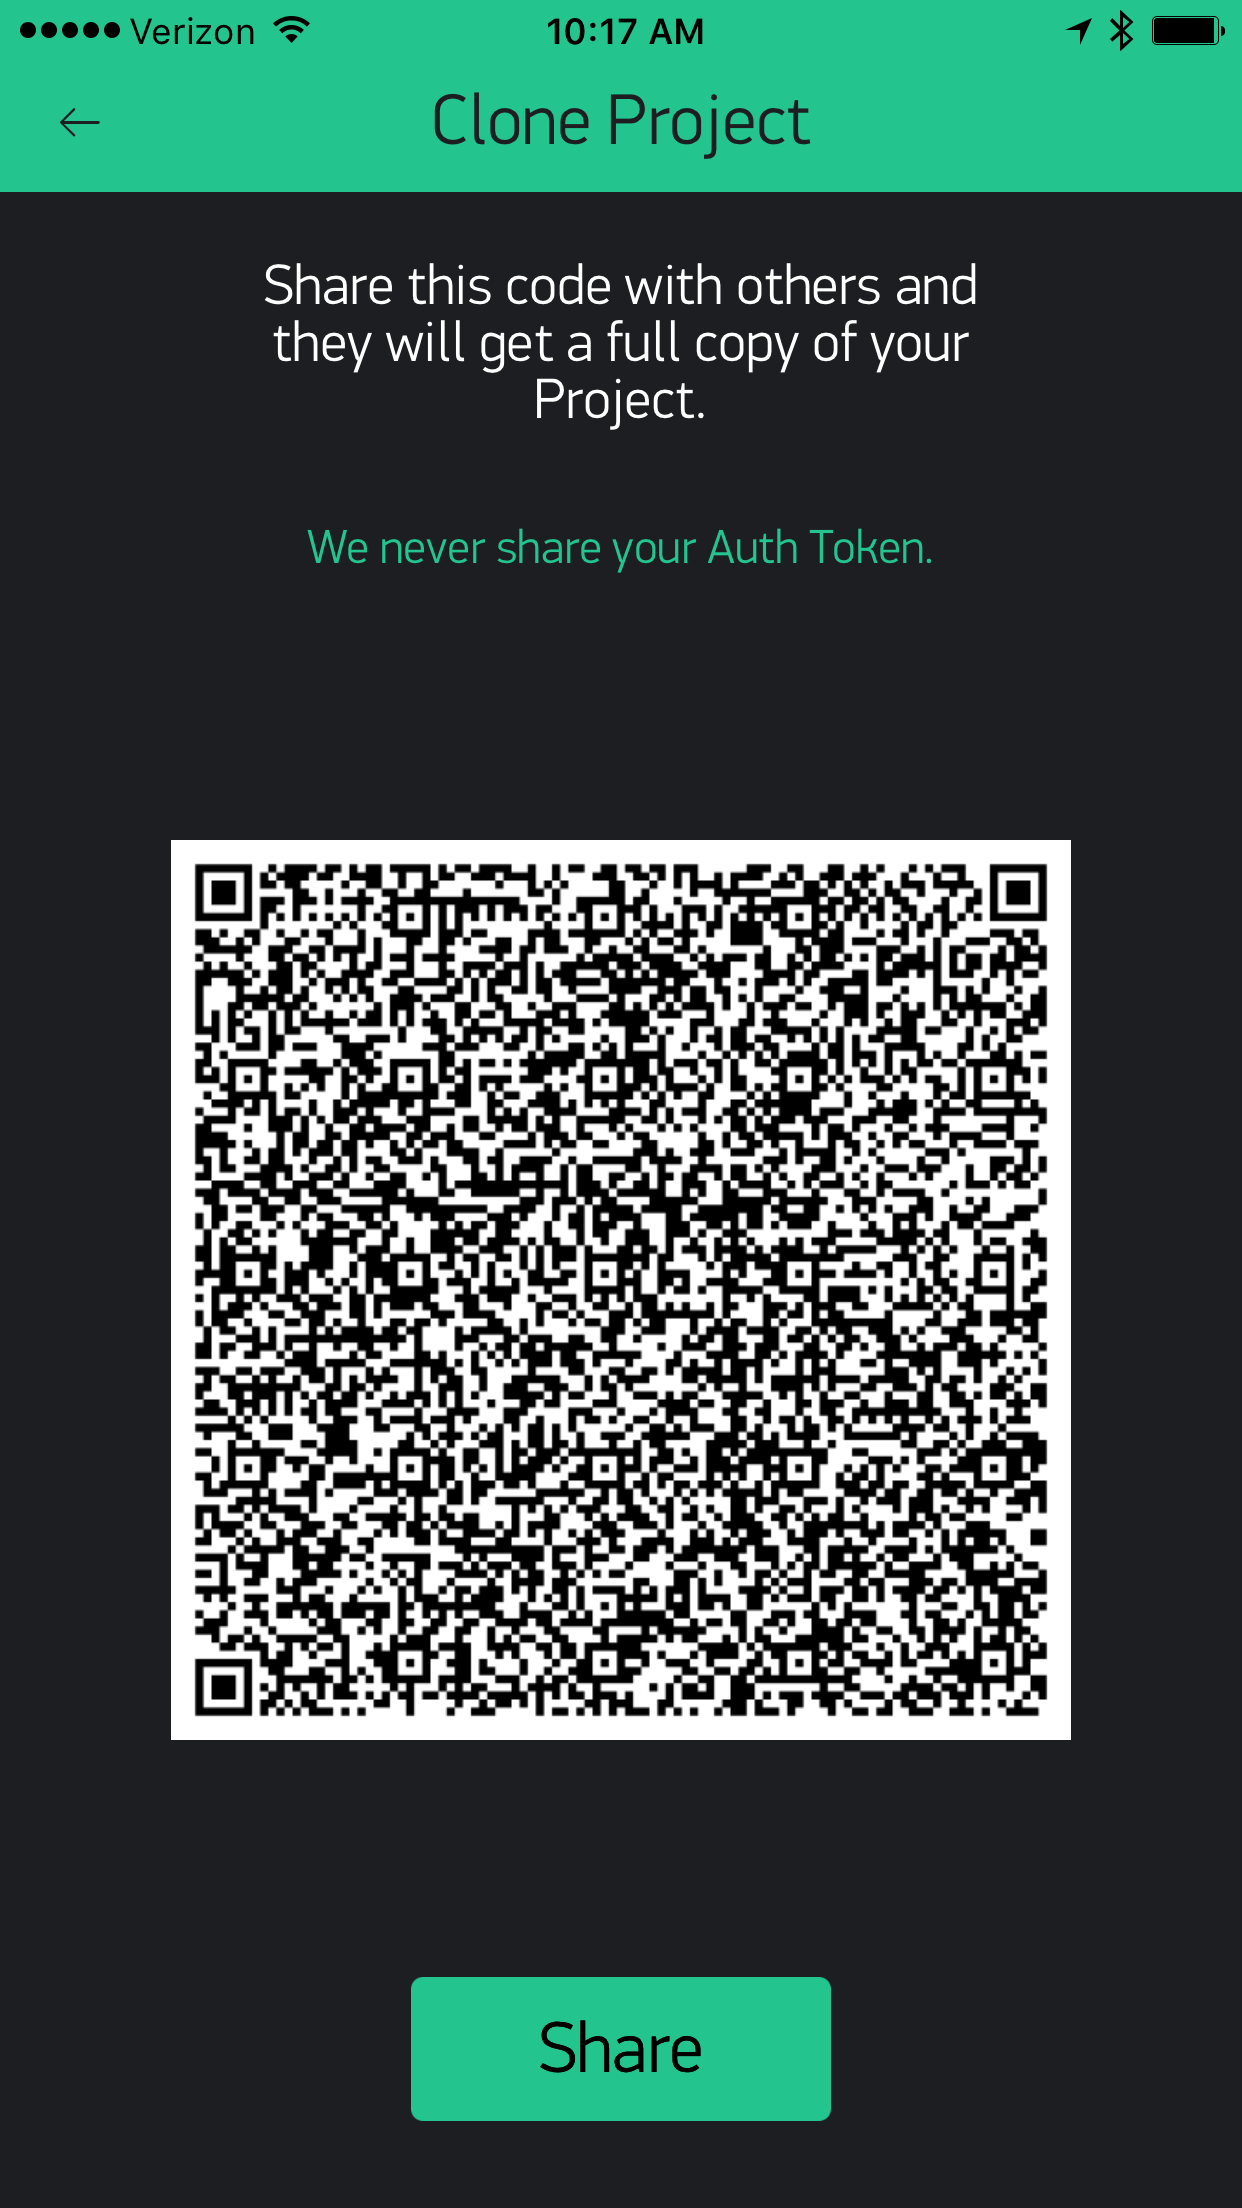 Verizon 10:17 AM
Clone Project
Share this code with others and
they will get a full copy of your
Project.
We never share your Auth Token.
Share